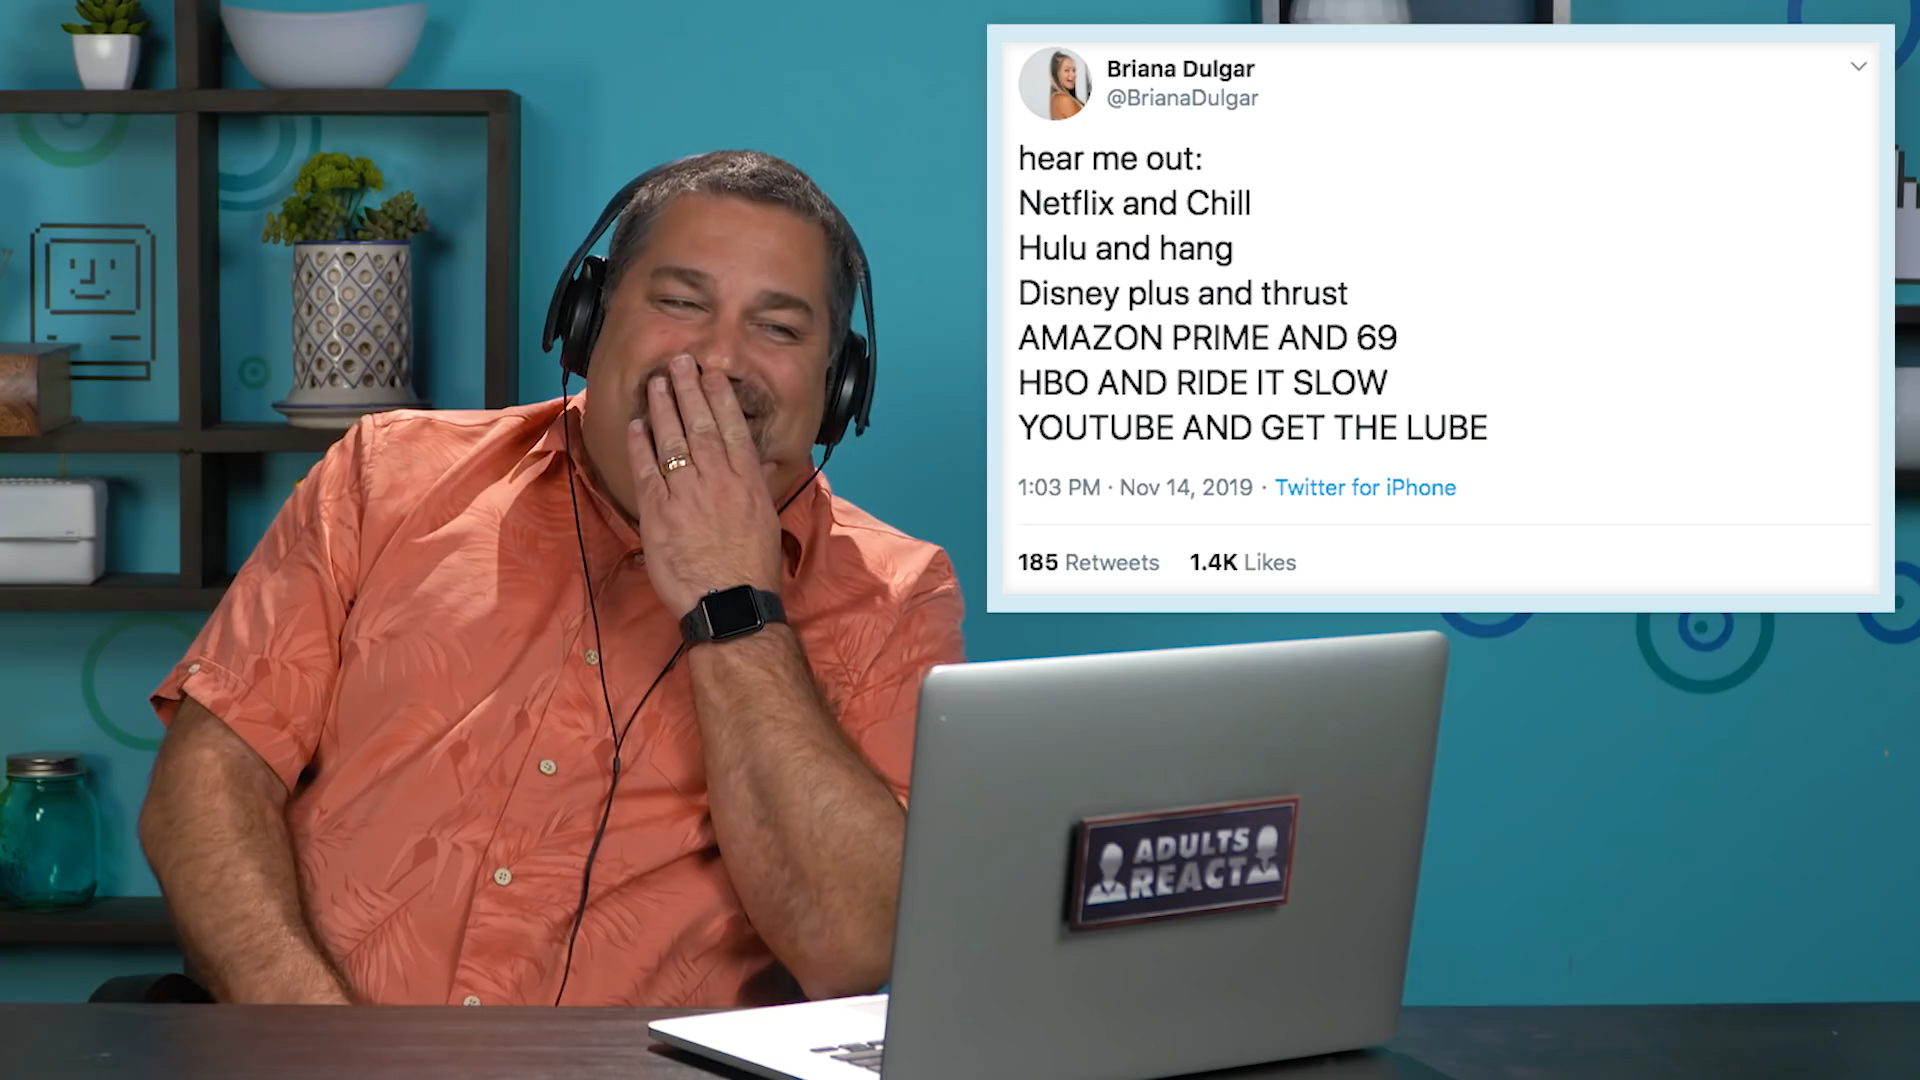 Briana Dulgar
@BrianaDulgar
hear me out:
Netflix and Chill
Hulu and hang
Disney plus and thrust
AMAZON PRIME AND 69
HBO AND RIDE IT SLOW
YOUTUBE AND GET THE LUBE
1:03 PM · Nov 14, 2019 · Twitter for iPhone
185 Retweets 1.4K Likes
ADULTS
REACT